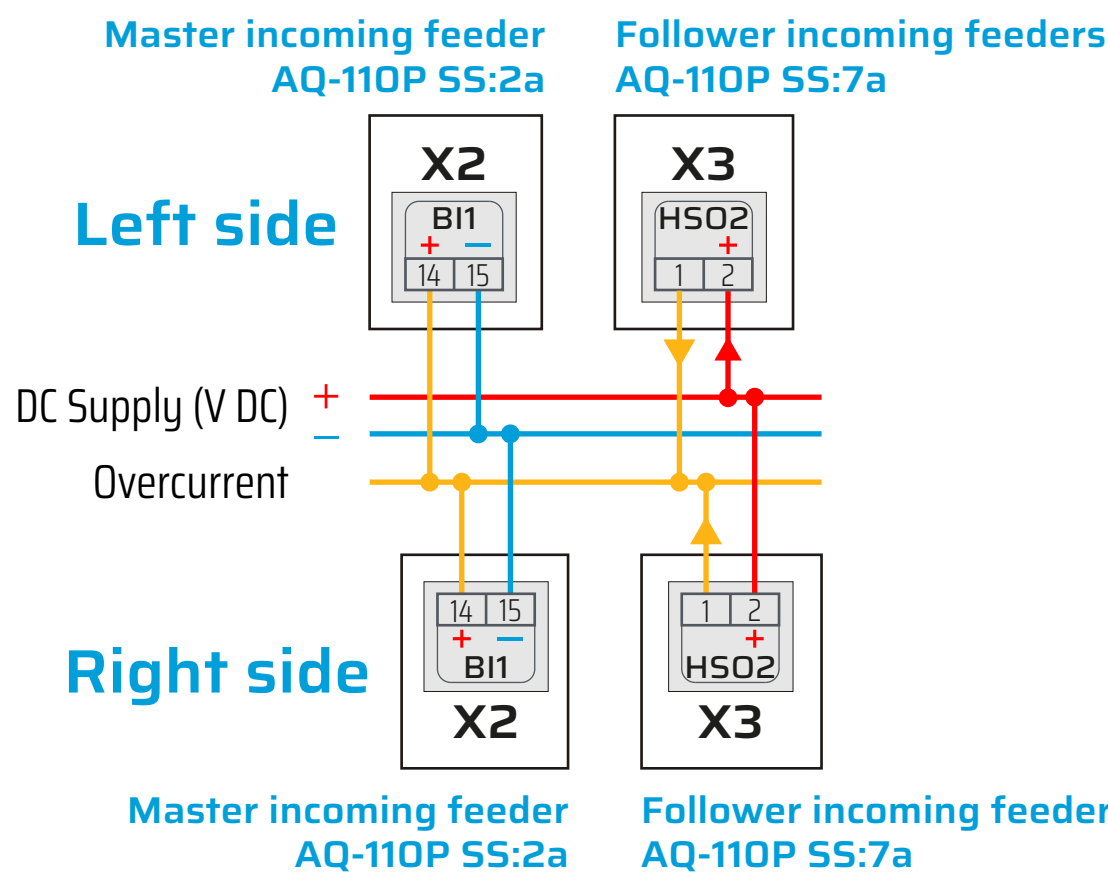 Master incoming feeder
AQ-110P SS:2a
Follower incoming feeders
AQ-110P SS:7a
Left side
X2
BI1
+ −
14 15
X3
HSO2
+
1 2
DC Supply (V DC) +
−
Overcurrent
Right side
14 15
+ −
BI1
X2
1 2
+
HSO2
X3
Master incoming feeder
AQ-110P SS:2a
Follower incoming feeder
AQ-110P SS:7a